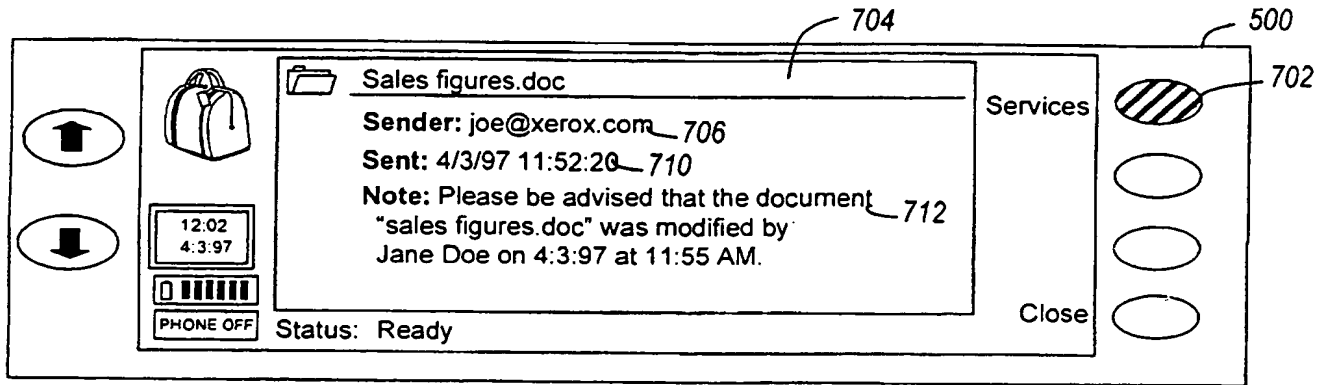 704
500
702
Sales figures.doc
Services
Sender: joe@xerox.com 706
Sent: 4/3/97 11:52:20 710
Note: Please be advised that the document 712
"sales figures.doc" was modified by
Jane Doe on 4:3:97 at 11:55 AM.
12:02
4:3:97
PHONE OFF
Status: Ready
Close